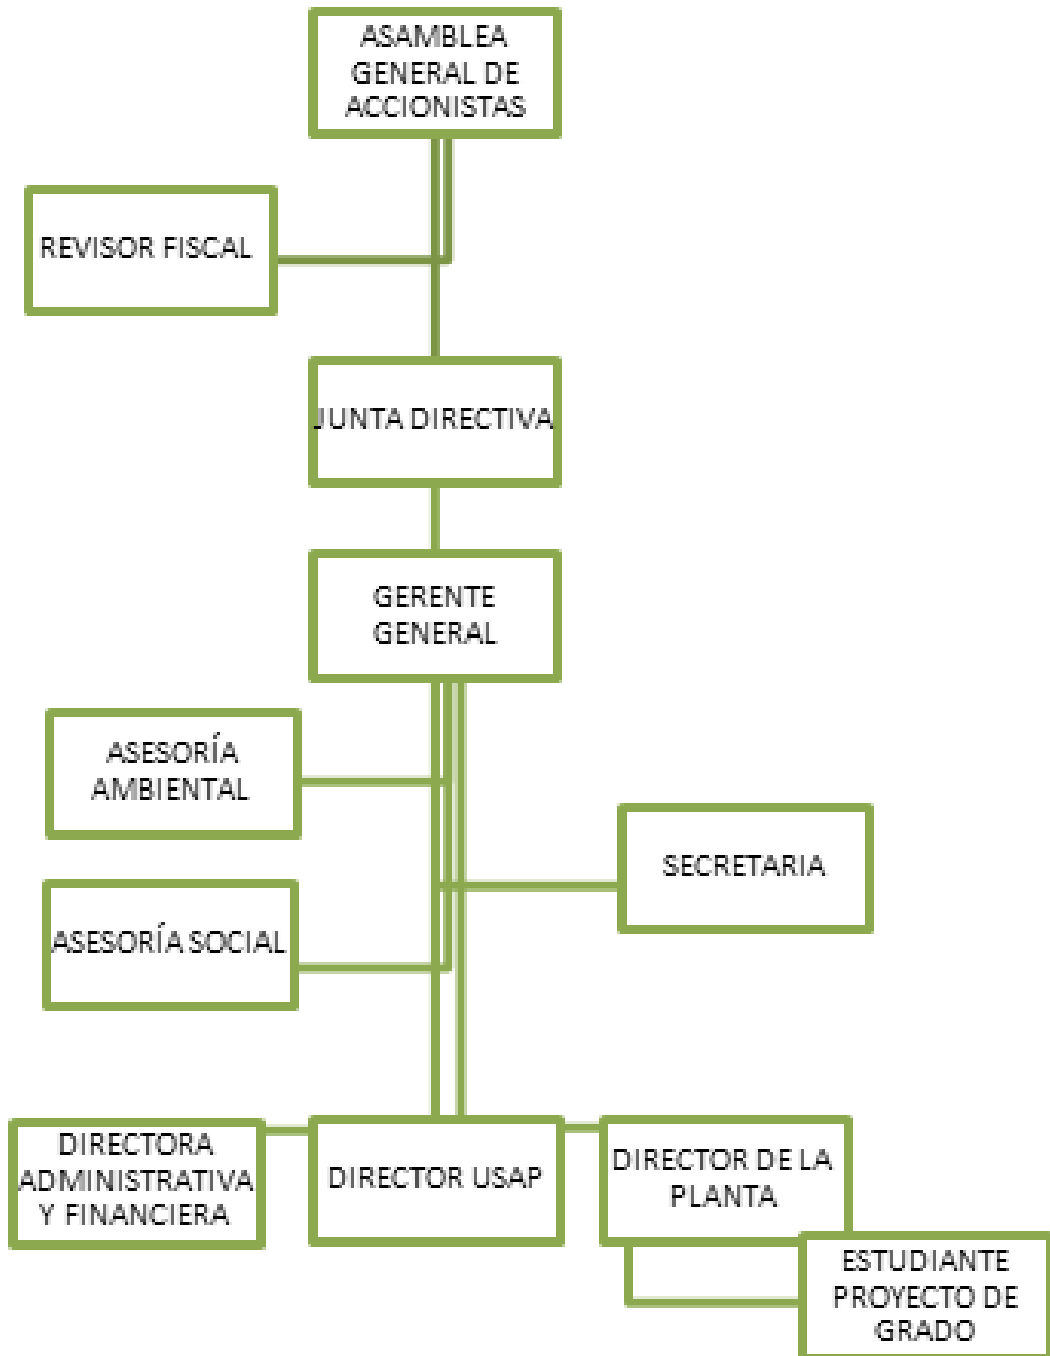 ASAMBLEA
GENERAL DE
ACCIONISTAS
REVISOR FISCAL
JUNTA DIRECTIVA
GERENTE
GENERAL
ASESORÍA
AMBIENTAL
SECRETARIA
ASESORÍA SOCIAL
DIRECTORA
ADMINISTRATIVA
Y FINANCIERA
DIRECTOR USAP
DIRECTOR DE LA
PLANTA
ESTUDIANTE
PROYECTO DE
GRADO